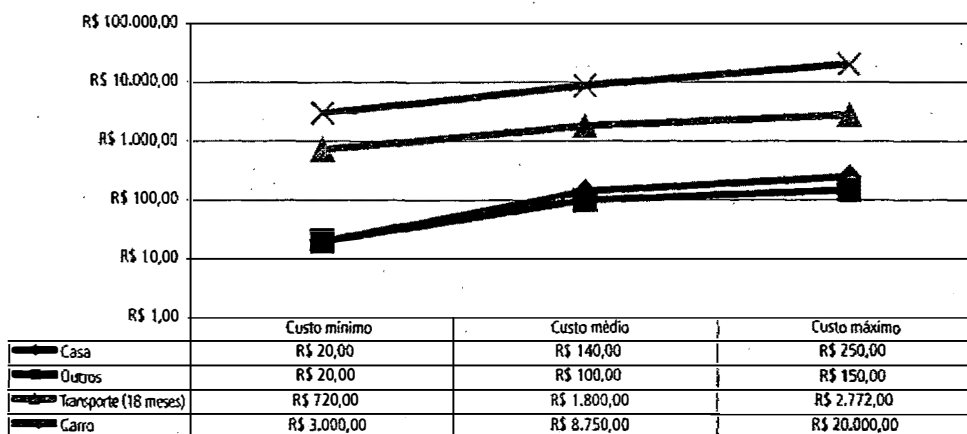 R$ 100.000,00
R$ 10.000,00
R$ 1.000,00
R$ 100,00
R$ 10,00
R$ 1,00
Custo mínimo Custo médio Custo máximo
Casa R$ 20,00 R$ 140,00 R$ 250,00
Outros R$ 20,00 R$ 100,00 R$ 150,00
Transporte (18 meses) R$ 720,00 R$ 1.800,00 R$ 2.772,00
Carro R$ 3.000,00 R$ 8.750,00 R$ 20.000,00